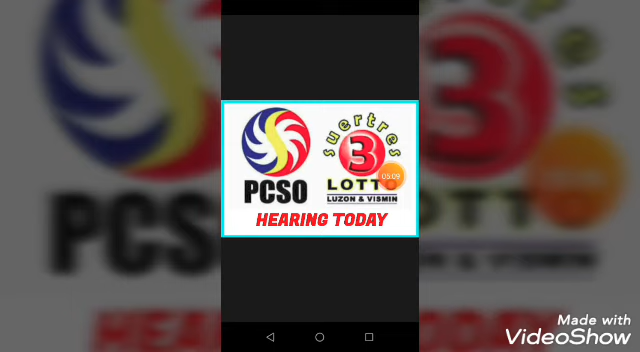 suertres
3
05:09
PCSO
LOTTO
LUZON & VISMIN
HEARING TODAY
Made with
VideoShow